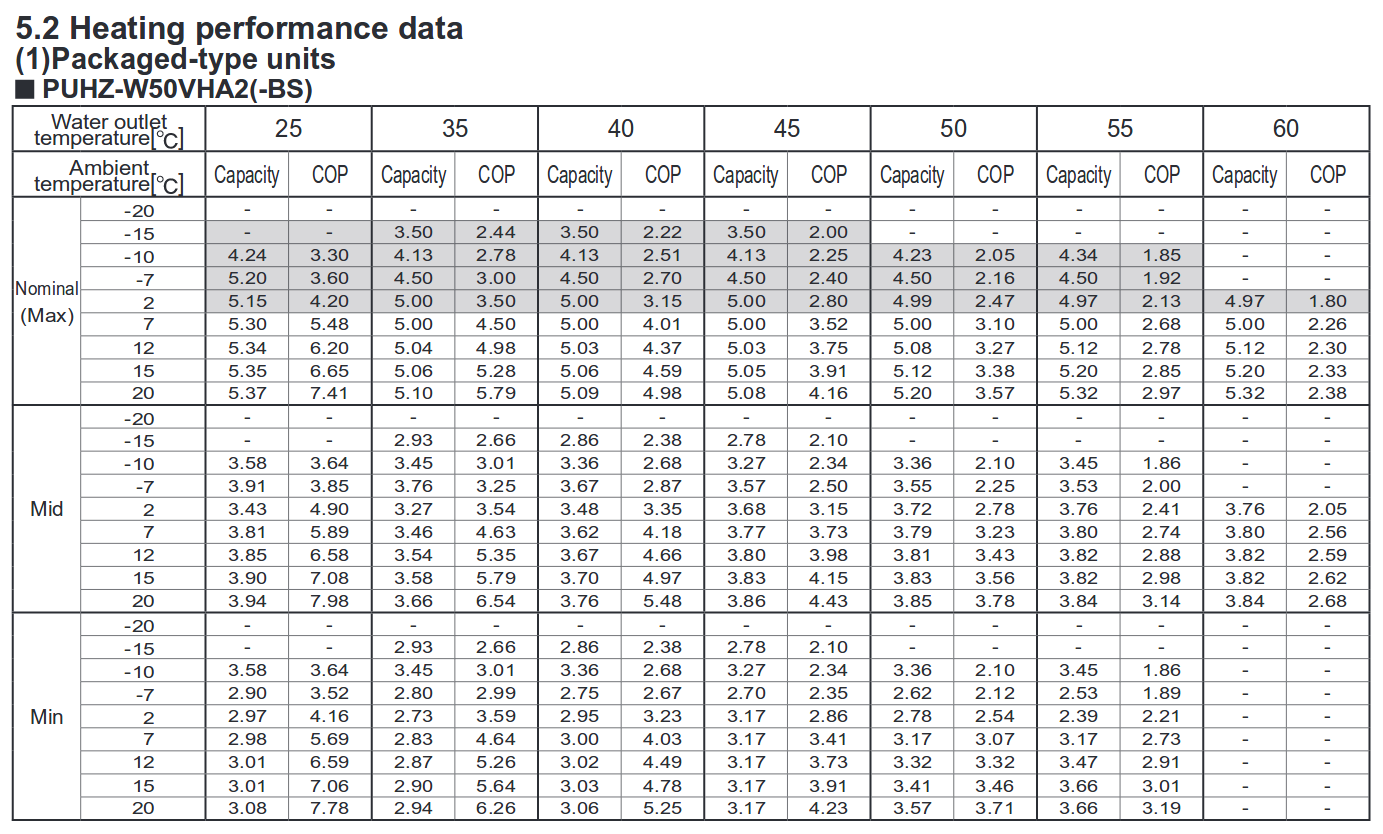 5.2 Heating performance data
(1)Packaged-type units
■ PUHZ-W50VHA2(-BS)
Water outlet temperature[°C] 25 35 40 45 50 55 60
Ambient temperature[°C] Capacity COP Capacity COP Capacity COP Capacity COP Capacity COP Capacity COP Capacity COP
Nominal (Max)
-20 - - - - - - - - - - - - - -
-15 - - 3.50 2.44 3.50 2.22 3.50 2.00 - - - - - -
-10 4.24 3.30 4.13 2.78 4.13 2.51 4.13 2.25 4.23 2.05 4.34 1.85 - -
-7 5.20 3.60 4.50 3.00 4.50 2.70 4.50 2.40 4.50 2.16 4.50 1.92 - -
2 5.15 4.20 5.00 3.50 5.00 3.15 5.00 2.80 4.99 2.47 4.97 2.13 4.97 1.80
7 5.30 5.48 5.00 4.50 5.00 4.01 5.00 3.52 5.00 3.10 5.00 2.68 5.00 2.26
12 5.34 6.20 5.04 4.98 5.03 4.37 5.03 3.75 5.08 3.27 5.12 2.78 5.12 2.30
15 5.35 6.65 5.06 5.28 5.06 4.59 5.05 3.91 5.12 3.38 5.20 2.85 5.20 2.33
20 5.37 7.41 5.10 5.79 5.09 4.98 5.08 4.16 5.20 3.57 5.32 2.97 5.32 2.38
Mid
-20 - - - - - - - - - - - - - -
-15 - - 2.93 2.66 2.86 2.38 2.78 2.10 - - - - - -
-10 3.58 3.64 3.45 3.01 3.36 2.68 3.27 2.34 3.36 2.10 3.45 1.86 - -
-7 3.91 3.85 3.76 3.25 3.67 2.87 3.57 2.50 3.55 2.25 3.53 2.00 - -
2 3.43 4.90 3.27 3.54 3.48 3.35 3.68 3.15 3.72 2.78 3.76 2.41 3.76 2.05
7 3.81 5.89 3.46 4.63 3.62 4.18 3.77 3.73 3.79 3.23 3.80 2.74 3.80 2.56
12 3.85 6.58 3.54 5.35 3.67 4.66 3.80 3.98 3.81 3.43 3.82 2.88 3.82 2.59
15 3.90 7.08 3.58 5.79 3.70 4.97 3.83 4.15 3.83 3.56 3.82 2.98 3.82 2.62
20 3.94 7.98 3.66 6.54 3.76 5.48 3.86 4.43 3.85 3.78 3.84 3.14 3.84 2.68
Min
-20 - - - - - - - - - - - - - -
-15 - - 2.93 2.66 2.86 2.38 2.78 2.10 - - - - - -
-10 3.58 3.64 3.45 3.01 3.36 2.68 3.27 2.34 3.36 2.10 3.45 1.86 - -
-7 2.90 3.52 2.80 2.99 2.75 2.67 2.70 2.35 2.62 2.12 2.53 1.89 - -
2 2.97 4.16 2.73 3.59 2.95 3.23 3.17 2.86 2.78 2.54 2.39 2.21 - -
7 2.98 5.69 2.83 4.64 3.00 4.03 3.17 3.41 3.17 3.07 3.17 2.73 - -
12 3.01 6.59 2.87 5.26 3.02 4.49 3.17 3.73 3.32 3.32 3.47 2.91 - -
15 3.01 7.06 2.90 5.64 3.03 4.78 3.17 3.91 3.41 3.46 3.66 3.01 - -
20 3.08 7.78 2.94 6.26 3.06 5.25 3.17 4.23 3.57 3.71 3.66 3.19 - -